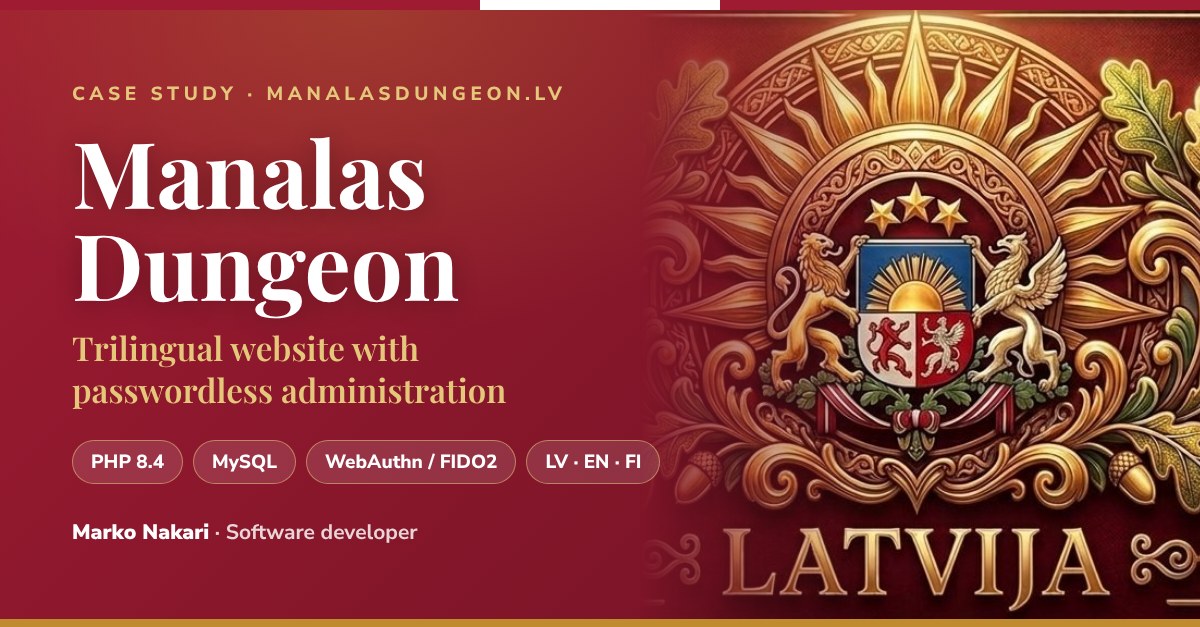 CASE STUDY · MANALASDUNGEON.LV
Manalas
Dungeon
Trilingual website with
passwordless administration
PHP 8.4
MySQL
WebAuthn / FIDO2
LV · EN · FI
Marko Nakari · Software developer
LATVIJA